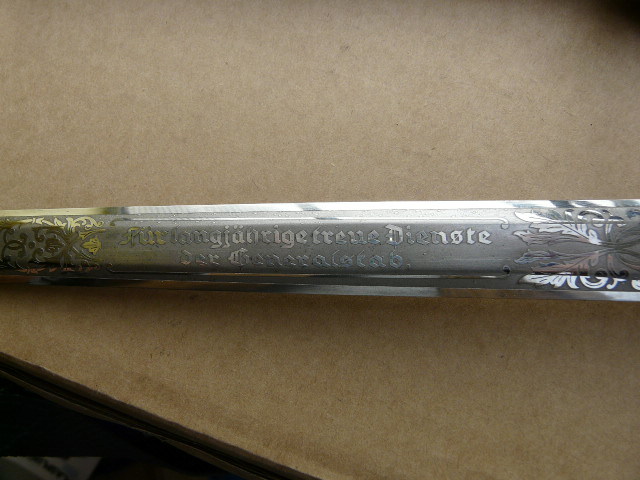 Für langjährige treue Dienste
der Generalstab